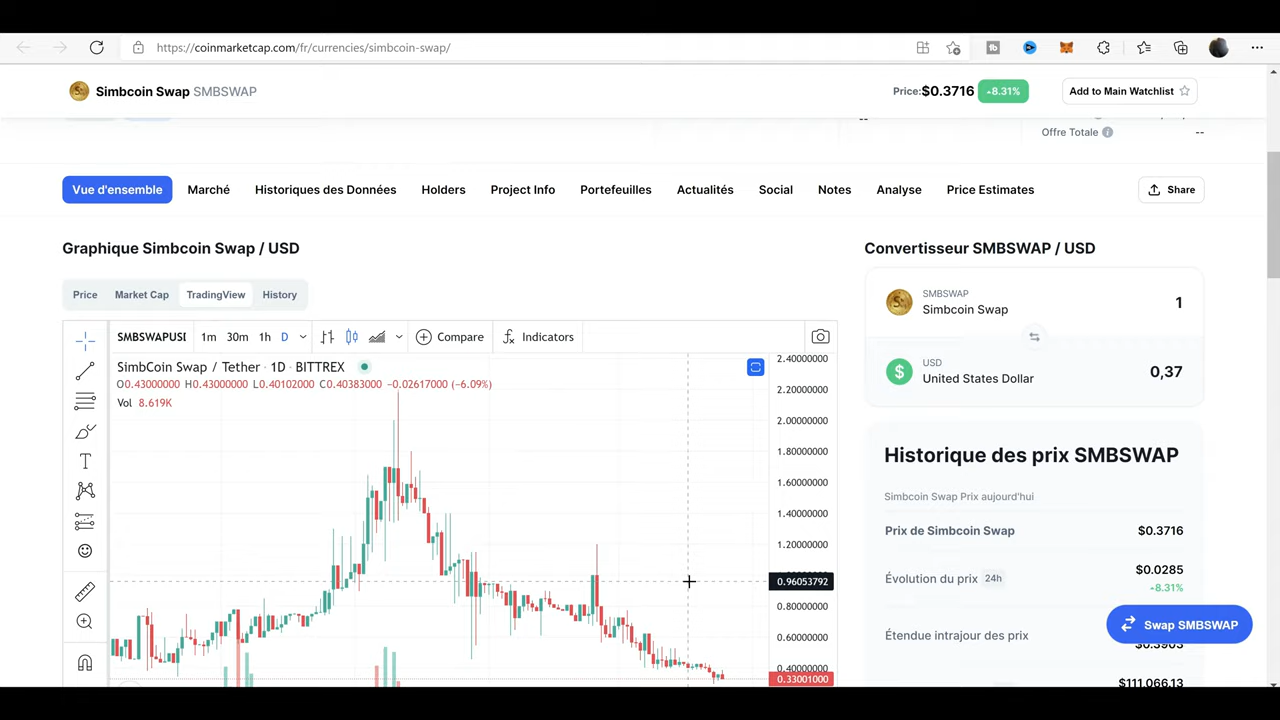 https://coinmarketcap.com/fr/currencies/simbcoin-swap/
Simbcoin Swap SMBSWAP
Price:$0.3716 8.31%
Add to Main Watchlist
--
Offre Totale
--
Vue d'ensemble
Marché
Historiques des Données
Holders
Project Info
Portefeuilles
Actualités
Social
Notes
Analyse
Price Estimates
Share
Graphique Simbcoin Swap / USD
Price
Market Cap
TradingView
History
SMBSWAPUSD
1m 30m 1h D
Compare
Indicators
SimbCoin Swap / Tether · 1D · BITTREX
O0.43000000 H0.43000000 L0.40102000 C0.40383000 −0.02617000 (−6.09%)
Vol 8.619K
2.40000000
2.20000000
2.00000000
1.80000000
1.60000000
1.40000000
1.20000000
0.96053792
0.80000000
0.60000000
0.40000000
0.33001000
Convertisseur SMBSWAP / USD
SMBSWAP
Simbcoin Swap
1
USD
United States Dollar
0,37
Historique des prix SMBSWAP
Simbcoin Swap Prix aujourd'hui
Prix de Simbcoin Swap
$0.3716
Évolution du prix 24h
$0.0285
8.31%
Étendue intrajour des prix
Swap SMBSWAP
$0.3903
$111,066.13